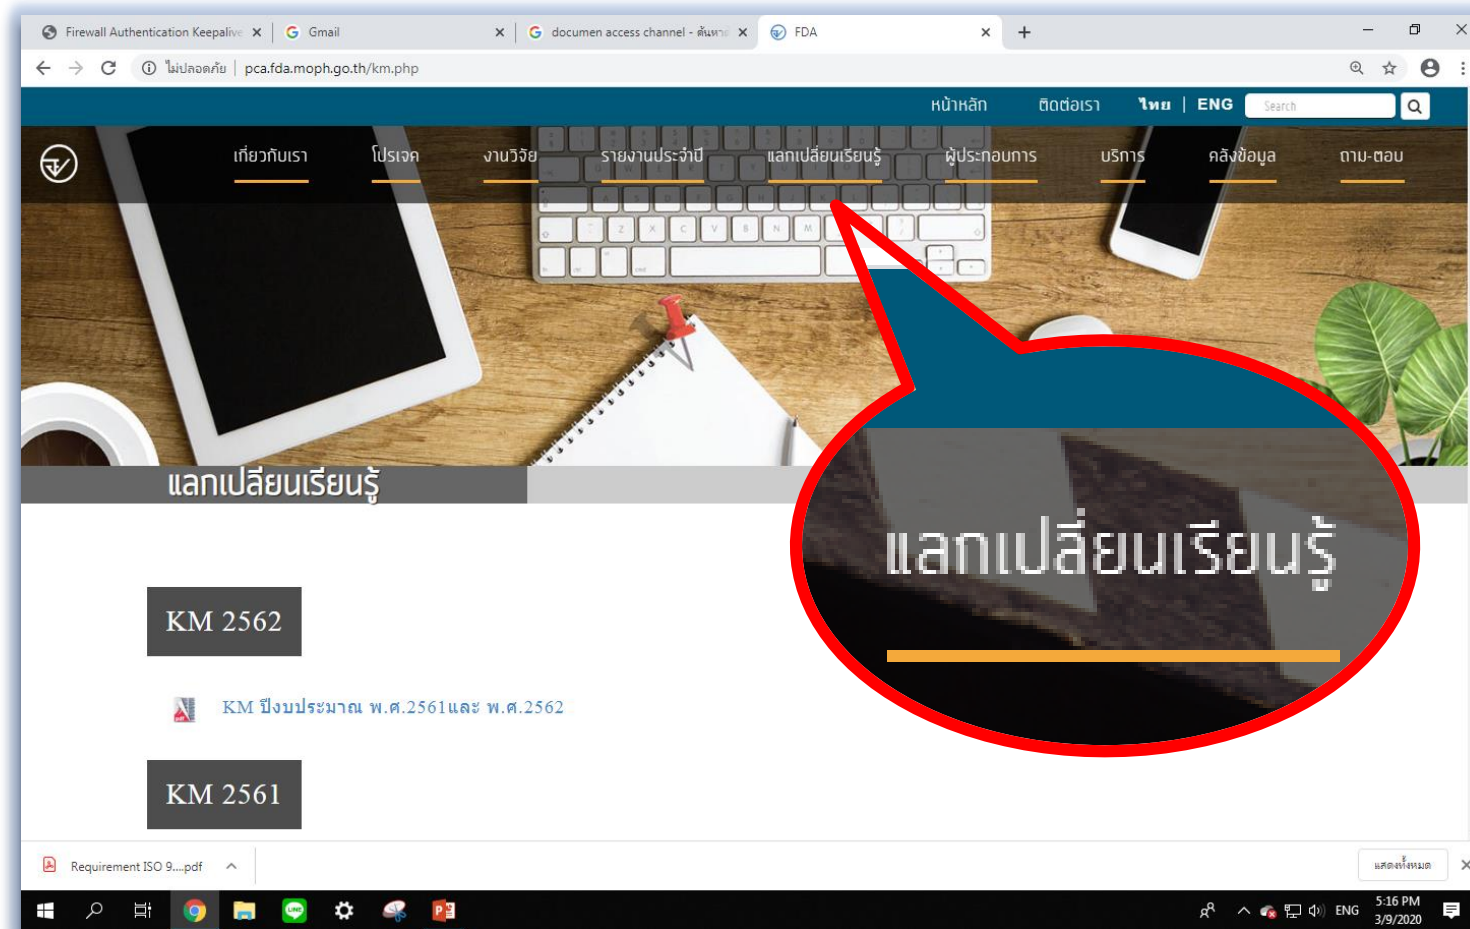 Firewall Authentication Keepalive
Gmail
documen access channel - ค้นหาด้
FDA
ไม่ปลอดภัย | pca.fda.moph.go.th/km.php
หน้าหลัก ติดต่อเรา ไทย | ENG Search
เกี่ยวกับเรา โปรเจค งานวิจัย รายงานประจำปี แลกเปลี่ยนเรียนรู้ ผู้ประกอบการ บริการ คลังข้อมูล ถาม-ตอบ
แลกเปลี่ยนเรียนรู้
แลกเปลี่ยนเรียนรู้
KM 2562
KM ปีงบประมาณ พ.ศ.2561และ พ.ศ.2562
KM 2561
Requirement ISO 9....pdf
แสดงทั้งหมด
ENG
5:16 PM
3/9/2020